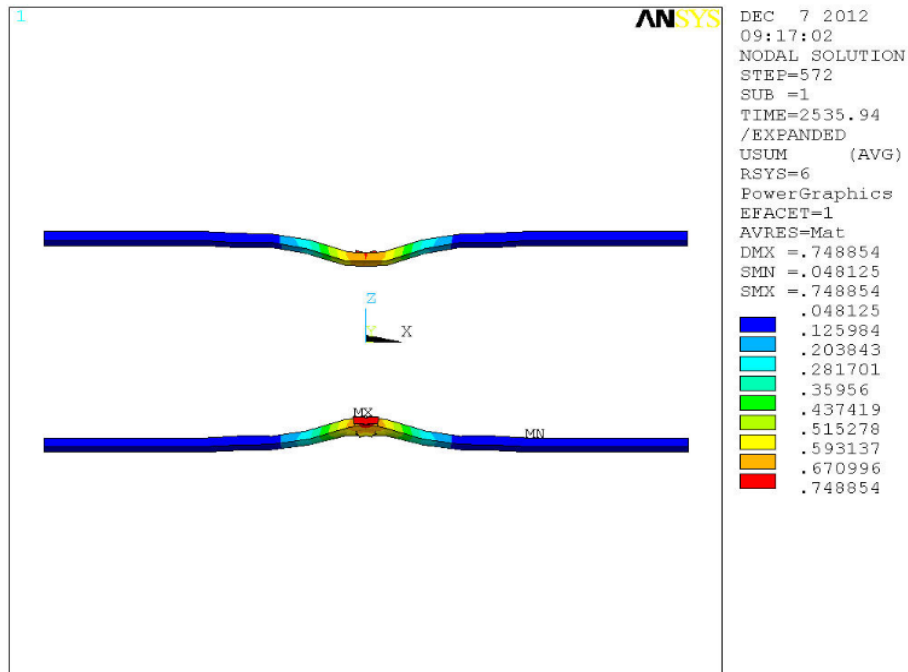 1
ANSYS
DEC 7 2012
09:17:02
NODAL SOLUTION
STEP=572
SUB =1
TIME=2535.94
/EXPANDED
USUM (AVG)
RSYS=6
PowerGraphics
EFACET=1
AVRES=Mat
DMX =.748854
SMN =.048125
SMX =.748854
.048125
.125984
.203843
.281701
.35956
.437419
.515278
.593137
.670996
.748854
Z
Y
X
MX
MN